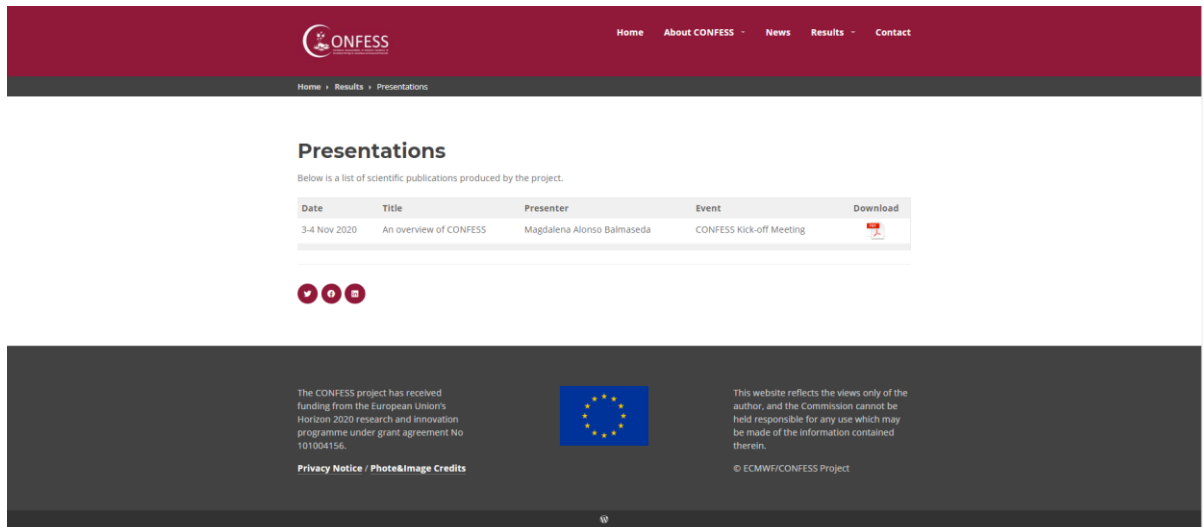 CONFESS
Home About CONFESS News Results Contact
Home › Results › Presentations
Presentations
Below is a list of scientific publications produced by the project.
Date Title Presenter Event Download
3-4 Nov 2020 An overview of CONFESS Magdalena Alonso Balmaseda CONFESS Kick-off Meeting PDF
The CONFESS project has received
funding from the European Union's
Horizon 2020 research and innovation
programme under grant agreement No
101004156.
Privacy Notice / Phote&Image Credits
This website reflects the views only of the
author, and the Commission cannot be
held responsible for any use which may
be made of the information contained
therein.
© ECMWF/CONFESS Project